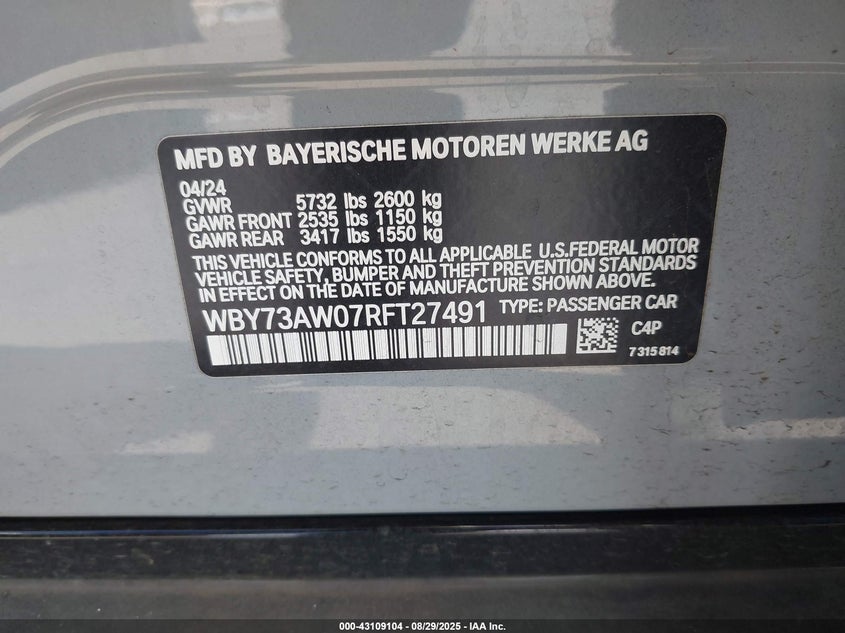 MFD BY BAYERISCHE MOTOREN WERKE AG
04/24
GVWR 5732 lbs 2600 kg
GAWR FRONT 2535 lbs 1150 kg
GAWR REAR 3417 lbs 1550 kg
THIS VEHICLE CONFORMS TO ALL APPLICABLE U.S.FEDERAL MOTOR
VEHICLE SAFETY, BUMPER AND THEFT PREVENTION STANDARDS
IN EFFECT ON THE DATE OF MANUFACTURE SHOWN ABOVE.
WBY73AW07RFT27491 TYPE: PASSENGER CAR
C4P
7315814
000-43109104 - 08/29/2025 - IAA Inc.